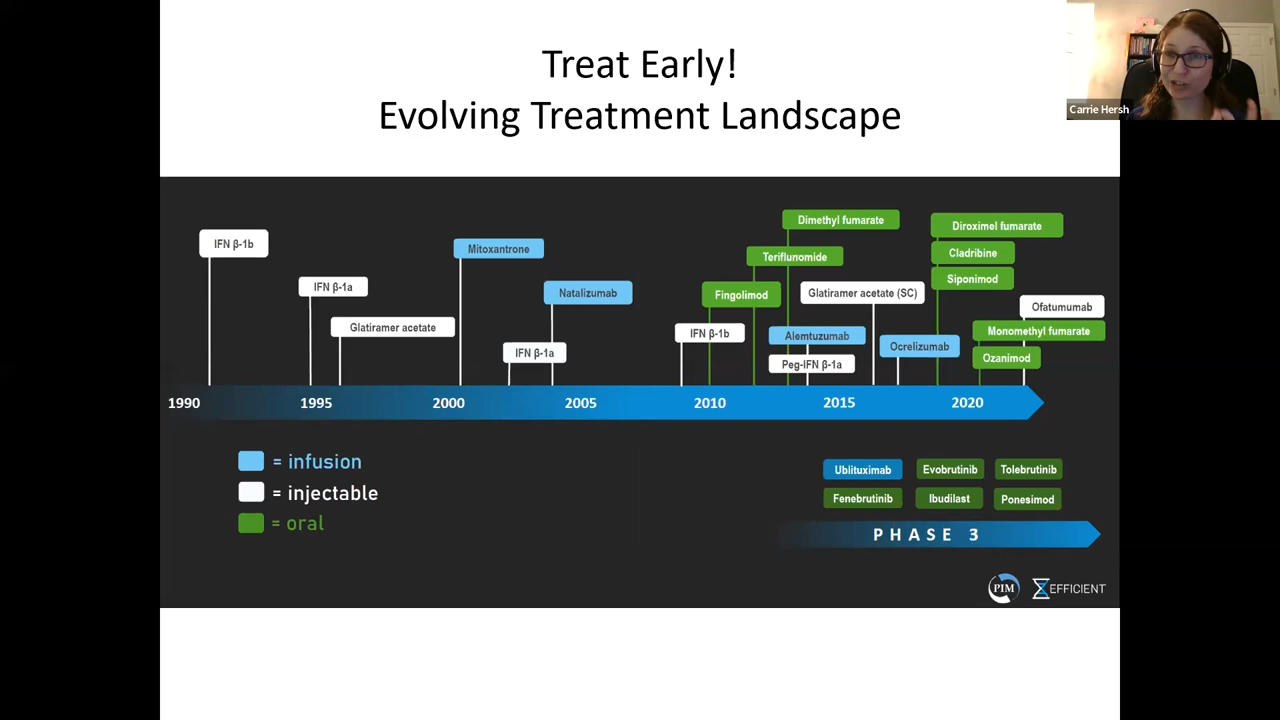 Treat Early!
Evolving Treatment Landscape
Carrie Hersh
Dimethyl fumarate
Diroximel fumarate
IFN β-1b
Mitoxantrone
Teriflunomide
Cladribine
IFN β-1a
Natalizumab
Fingolimod
Glatiramer acetate (SC)
Siponimod
Ofatumumab
Glatiramer acetate
IFN β-1b
Alemtuzumab
Monomethyl fumarate
IFN β-1a
Peg-IFN β-1a
Ocrelizumab
Ozanimod
1990 1995 2000 2005 2010 2015 2020
= infusion
= injectable
= oral
Ublituximab Evobrutinib Tolebrutinib
Fenebrutinib Ibudilast Ponesimod
PHASE 3
PIM EFFICIENT